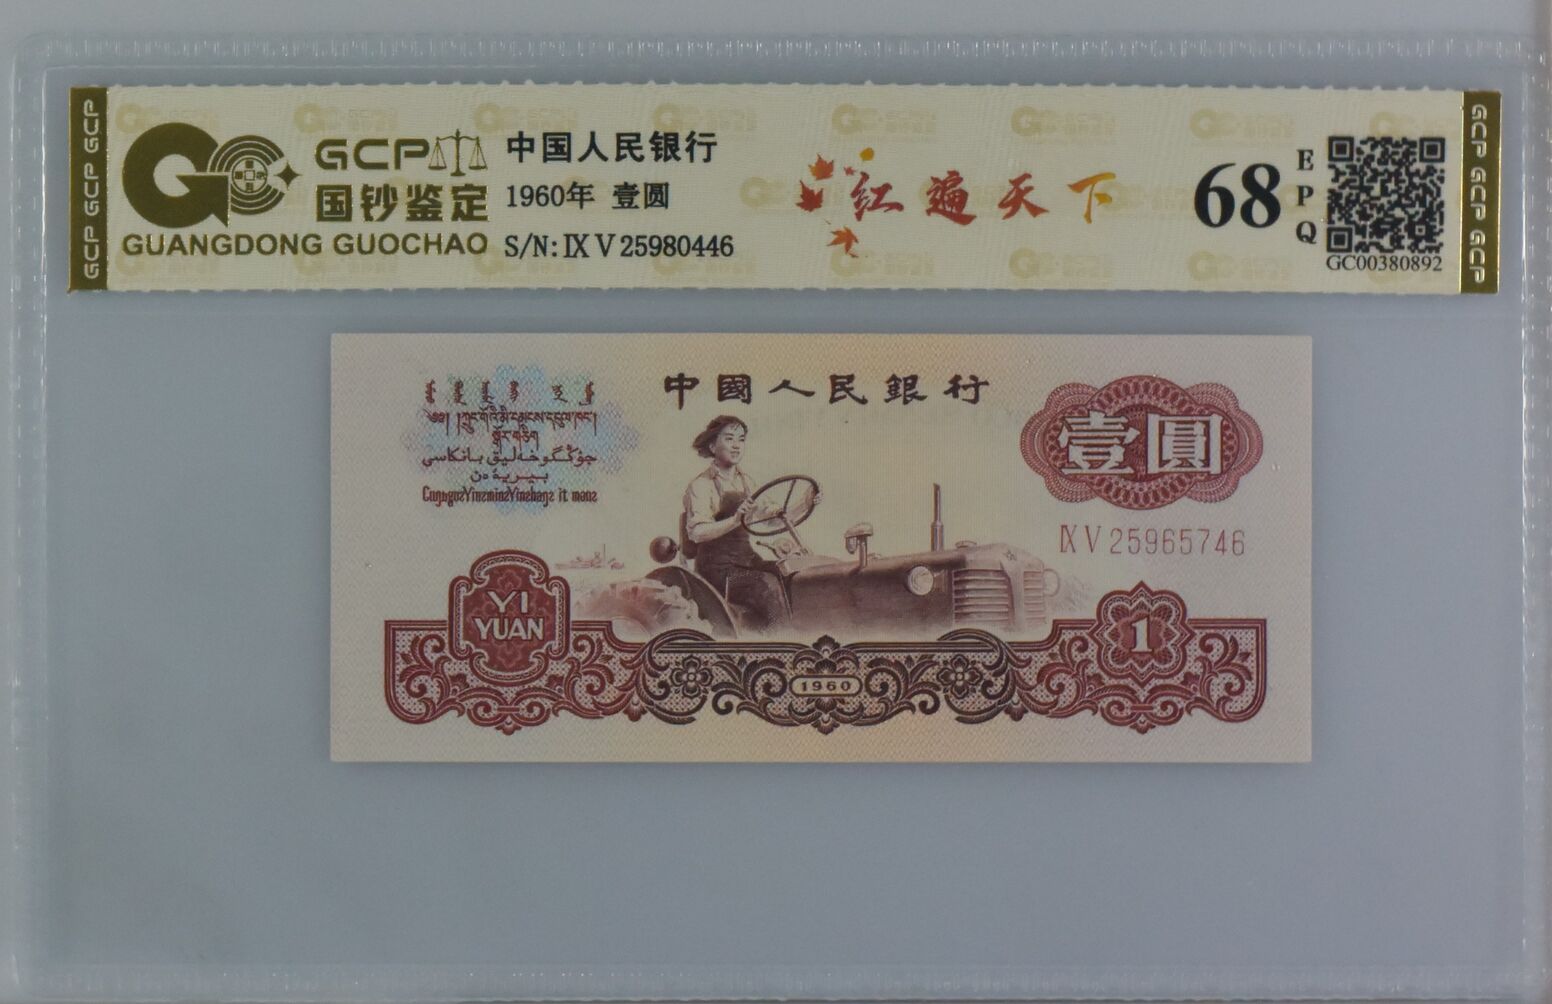 GCP GCP GCP
GCP
国钞鉴定
GUANGDONG GUOCHAO
中国人民银行
1960年 壹圆
S/N: IX V 25980446
红遍天下
68
EPQ
GC00380892
GCP GCP GCP
中國人民銀行
壹圓
IX V 25965746
YI
YUAN
1960
1